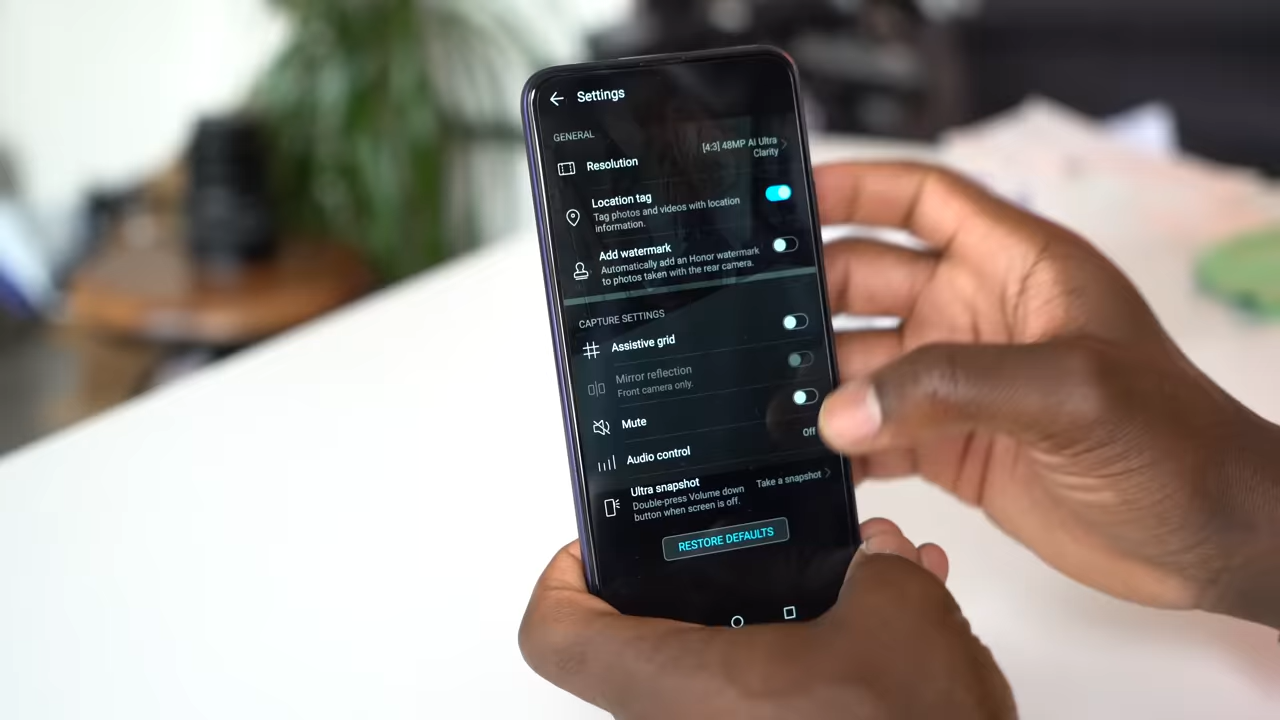 Settings
GENERAL
Resolution
[4:3] 48MP AI Ultra
Clarity
Location tag
Tag photos and videos with location
information.
Add watermark
Automatically add an Honor watermark
to photos taken with the rear camera.
CAPTURE SETTINGS
Assistive grid
Mirror reflection
Front camera only.
Mute
Audio control
Off
Ultra snapshot
Double-press Volume down
button when screen is off.
Take a snapshot
RESTORE DEFAULTS